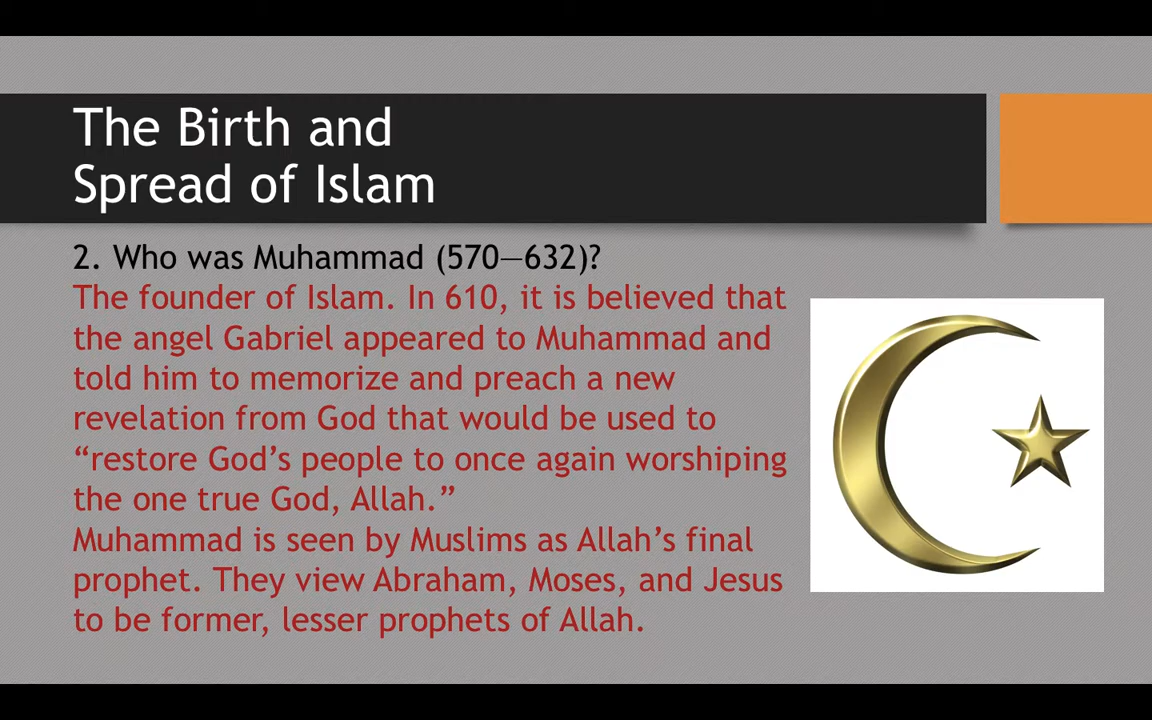 The Birth and
Spread of Islam
2. Who was Muhammad (570—632)?
The founder of Islam. In 610, it is believed that
the angel Gabriel appeared to Muhammad and
told him to memorize and preach a new
revelation from God that would be used to
“restore God’s people to once again worshiping
the one true God, Allah.”
Muhammad is seen by Muslims as Allah’s final
prophet. They view Abraham, Moses, and Jesus
to be former, lesser prophets of Allah.